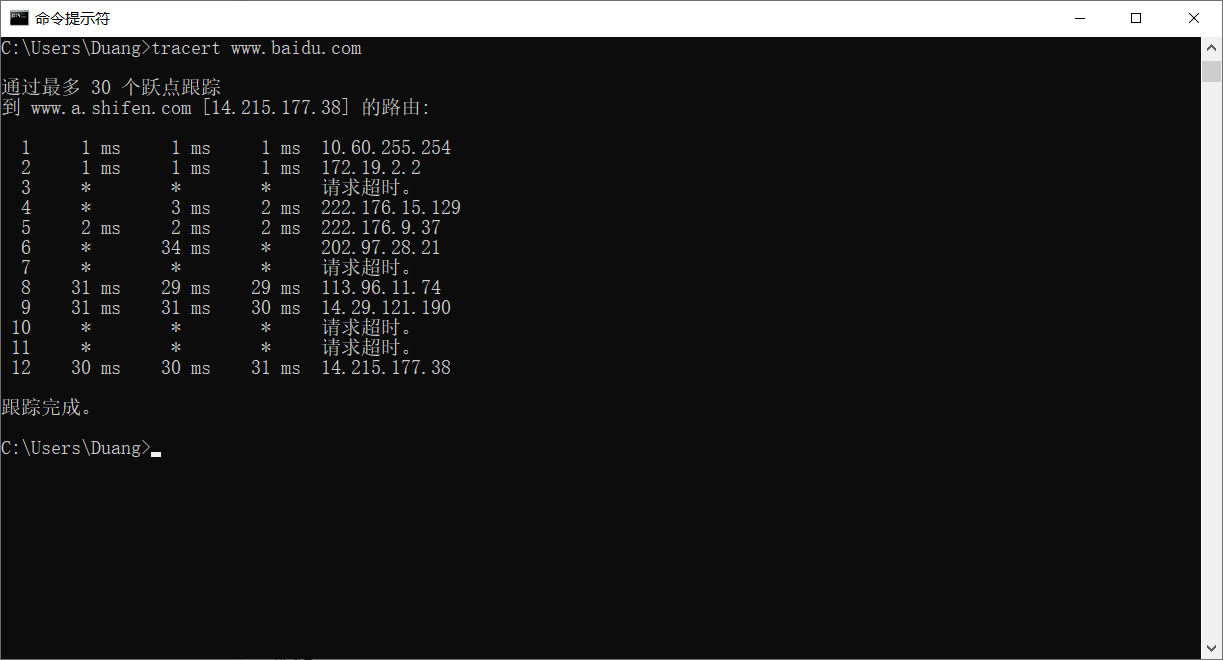 命令提示符
C:\Users\Duang>tracert www.baidu.com
通过最多 30 个跃点跟踪
到 www.a.shifen.com [14.215.177.38] 的路由:
1 1 ms 1 ms 1 ms 10.60.255.254
2 1 ms 1 ms 1 ms 172.19.2.2
3 * * * 请求超时。
4 * 3 ms 2 ms 222.176.15.129
5 2 ms 2 ms 2 ms 222.176.9.37
6 * 34 ms * 202.97.28.21
7 * * * 请求超时。
8 31 ms 29 ms 29 ms 113.96.11.74
9 31 ms 31 ms 30 ms 14.29.121.190
10 * * * 请求超时。
11 * * * 请求超时。
12 30 ms 30 ms 31 ms 14.215.177.38
跟踪完成。
C:\Users\Duang>